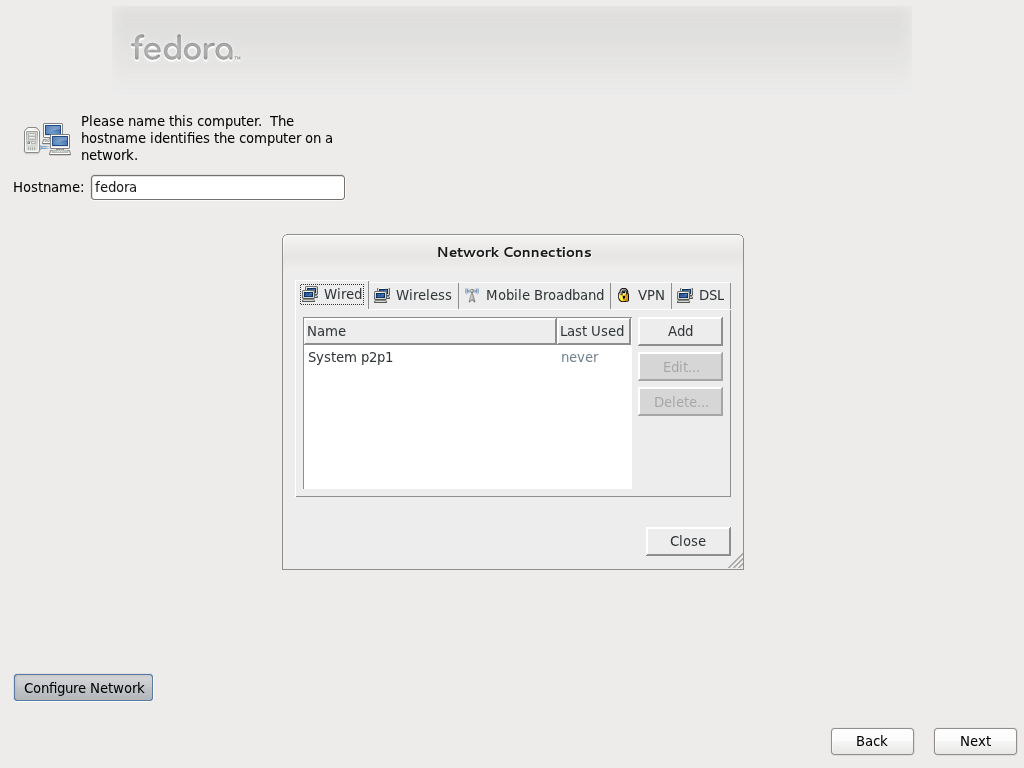 fedora™
Please name this computer. The
hostname identifies the computer on a
network.
Hostname: fedora
Network Connections
Wired Wireless Mobile Broadband VPN DSL
Name Last Used Add
System p2p1 never Edit...
Delete...
Close
Configure Network
Back Next